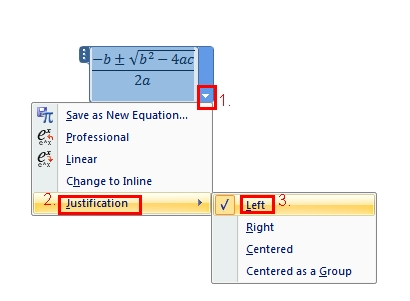 −b ± √b² − 4ac
2a
1.
Save as New Equation...
Professional
Linear
Change to Inline
2. Justification
✓ Left 3.
Right
Centered
Centered as a Group